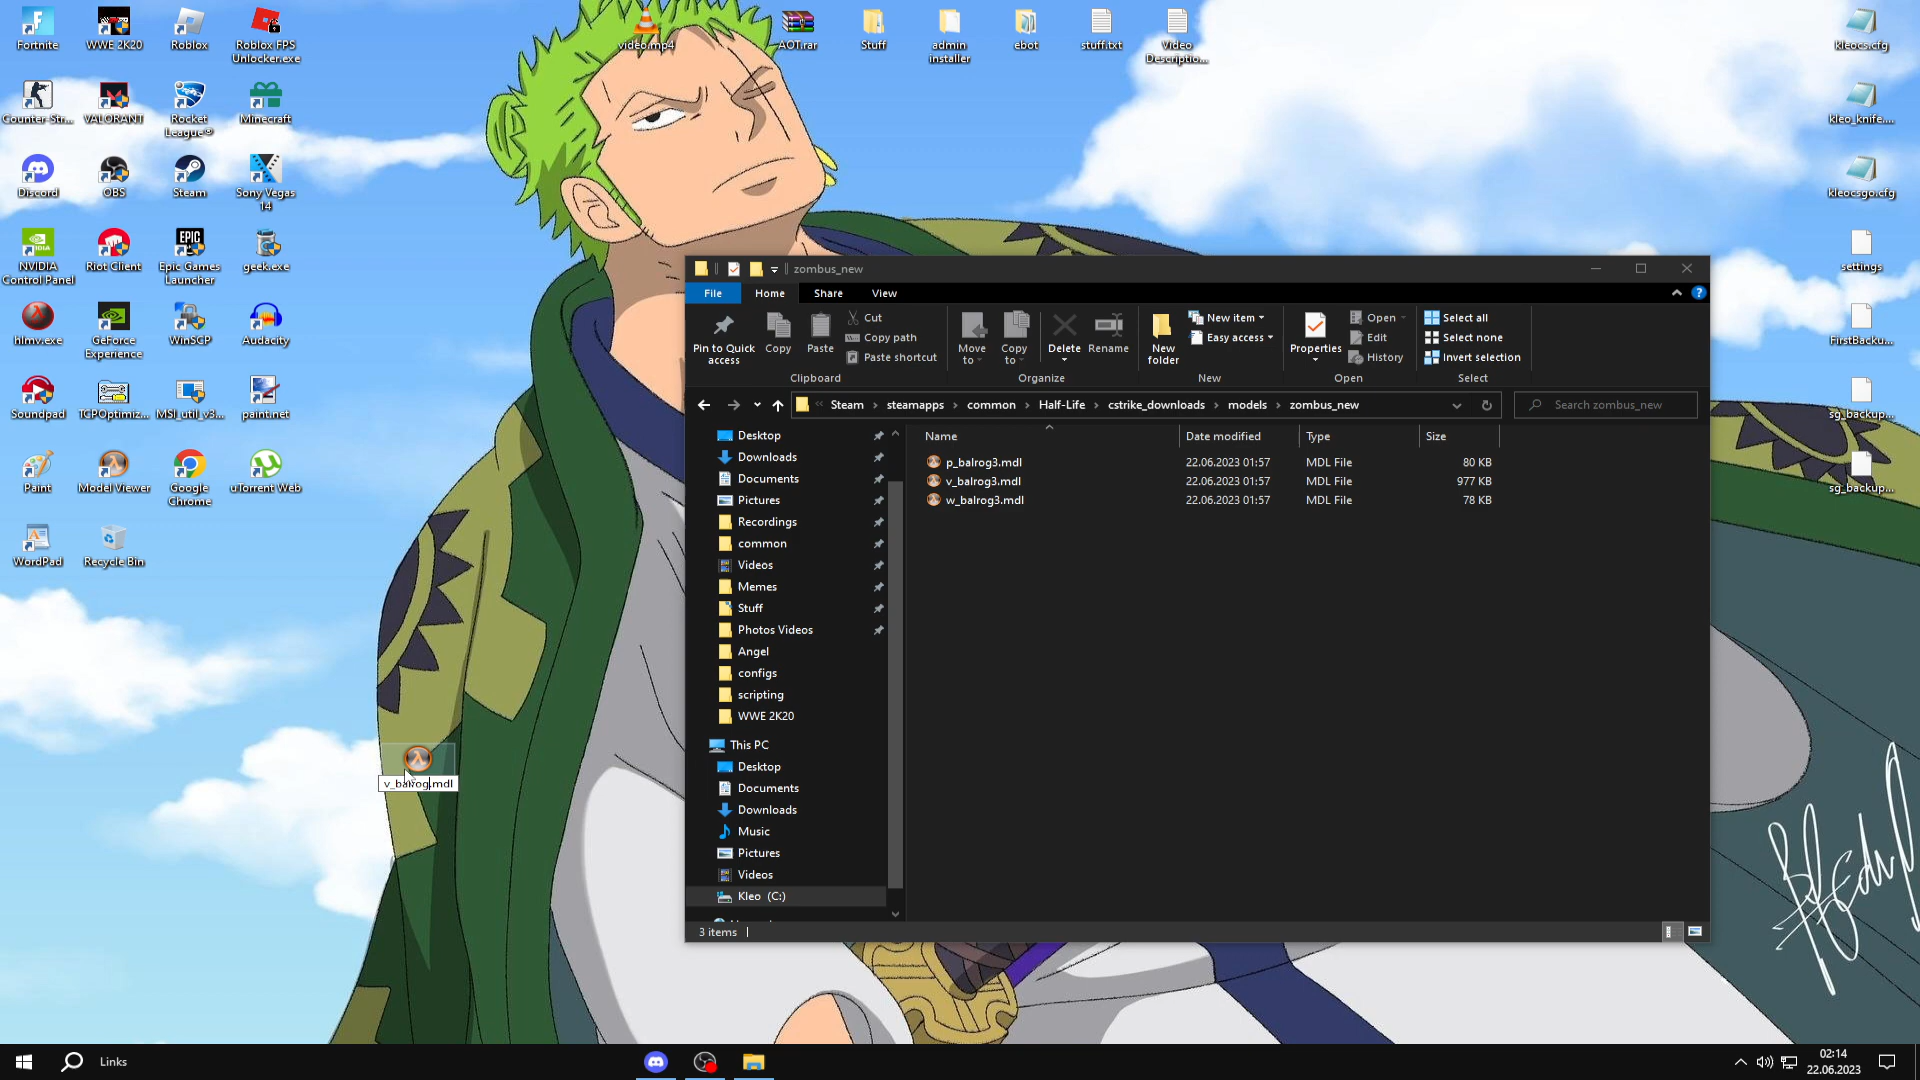 Fortnite
WWE 2K20
Roblox
Roblox FPS
Unlocker.exe
video.mp4
AOT.rar
Stuff
admin
installer
ebot
stuff.txt
Video
Descriptio...
kleocs.cfg
Counter-Str...
VALORANT
Rocket
League®
Minecraft
kleo_knife....
Discord
OBS
Steam
Sony Vegas
14
kleocsgo.cfg
NVIDIA
Control Panel
Riot Client
EPIC
GAMES
Epic Games
Launcher
geek.exe
settings
hlmv.exe
GeForce
Experience
WinSCP
Audacity
FirstBacku...
Soundpad
TCPOptimiz...
MSI_util_v3...
paint.net
sg_backup...
Paint
Model Viewer
Google
Chrome
uTorrent Web
sg_backup...
WordPad
Recycle Bin
v_balrog.mdl
zombus_new
File
Home
Share
View
Pin to Quick
access
Copy
Paste
Cut
Copy path
Paste shortcut
Clipboard
Move
to
Copy
to
Delete
Rename
Organize
New
folder
New item
Easy access
New
Properties
Open
Edit
History
Open
Select all
Select none
Invert selection
Select
« Steam > steamapps > common > Half-Life > cstrike_downloads > models > zombus_new
Search zombus_new
Desktop
Downloads
Documents
Pictures
Recordings
common
Videos
Memes
Stuff
Photos Videos
Angel
configs
scripting
WWE 2K20
This PC
Desktop
Documents
Downloads
Music
Pictures
Videos
Kleo (C:)
Name Date modified Type Size
p_balrog3.mdl 22.06.2023 01:57 MDL File 80 KB
v_balrog3.mdl 22.06.2023 01:57 MDL File 977 KB
w_balrog3.mdl 22.06.2023 01:57 MDL File 78 KB
3 items
Links
02:14
22.06.2023